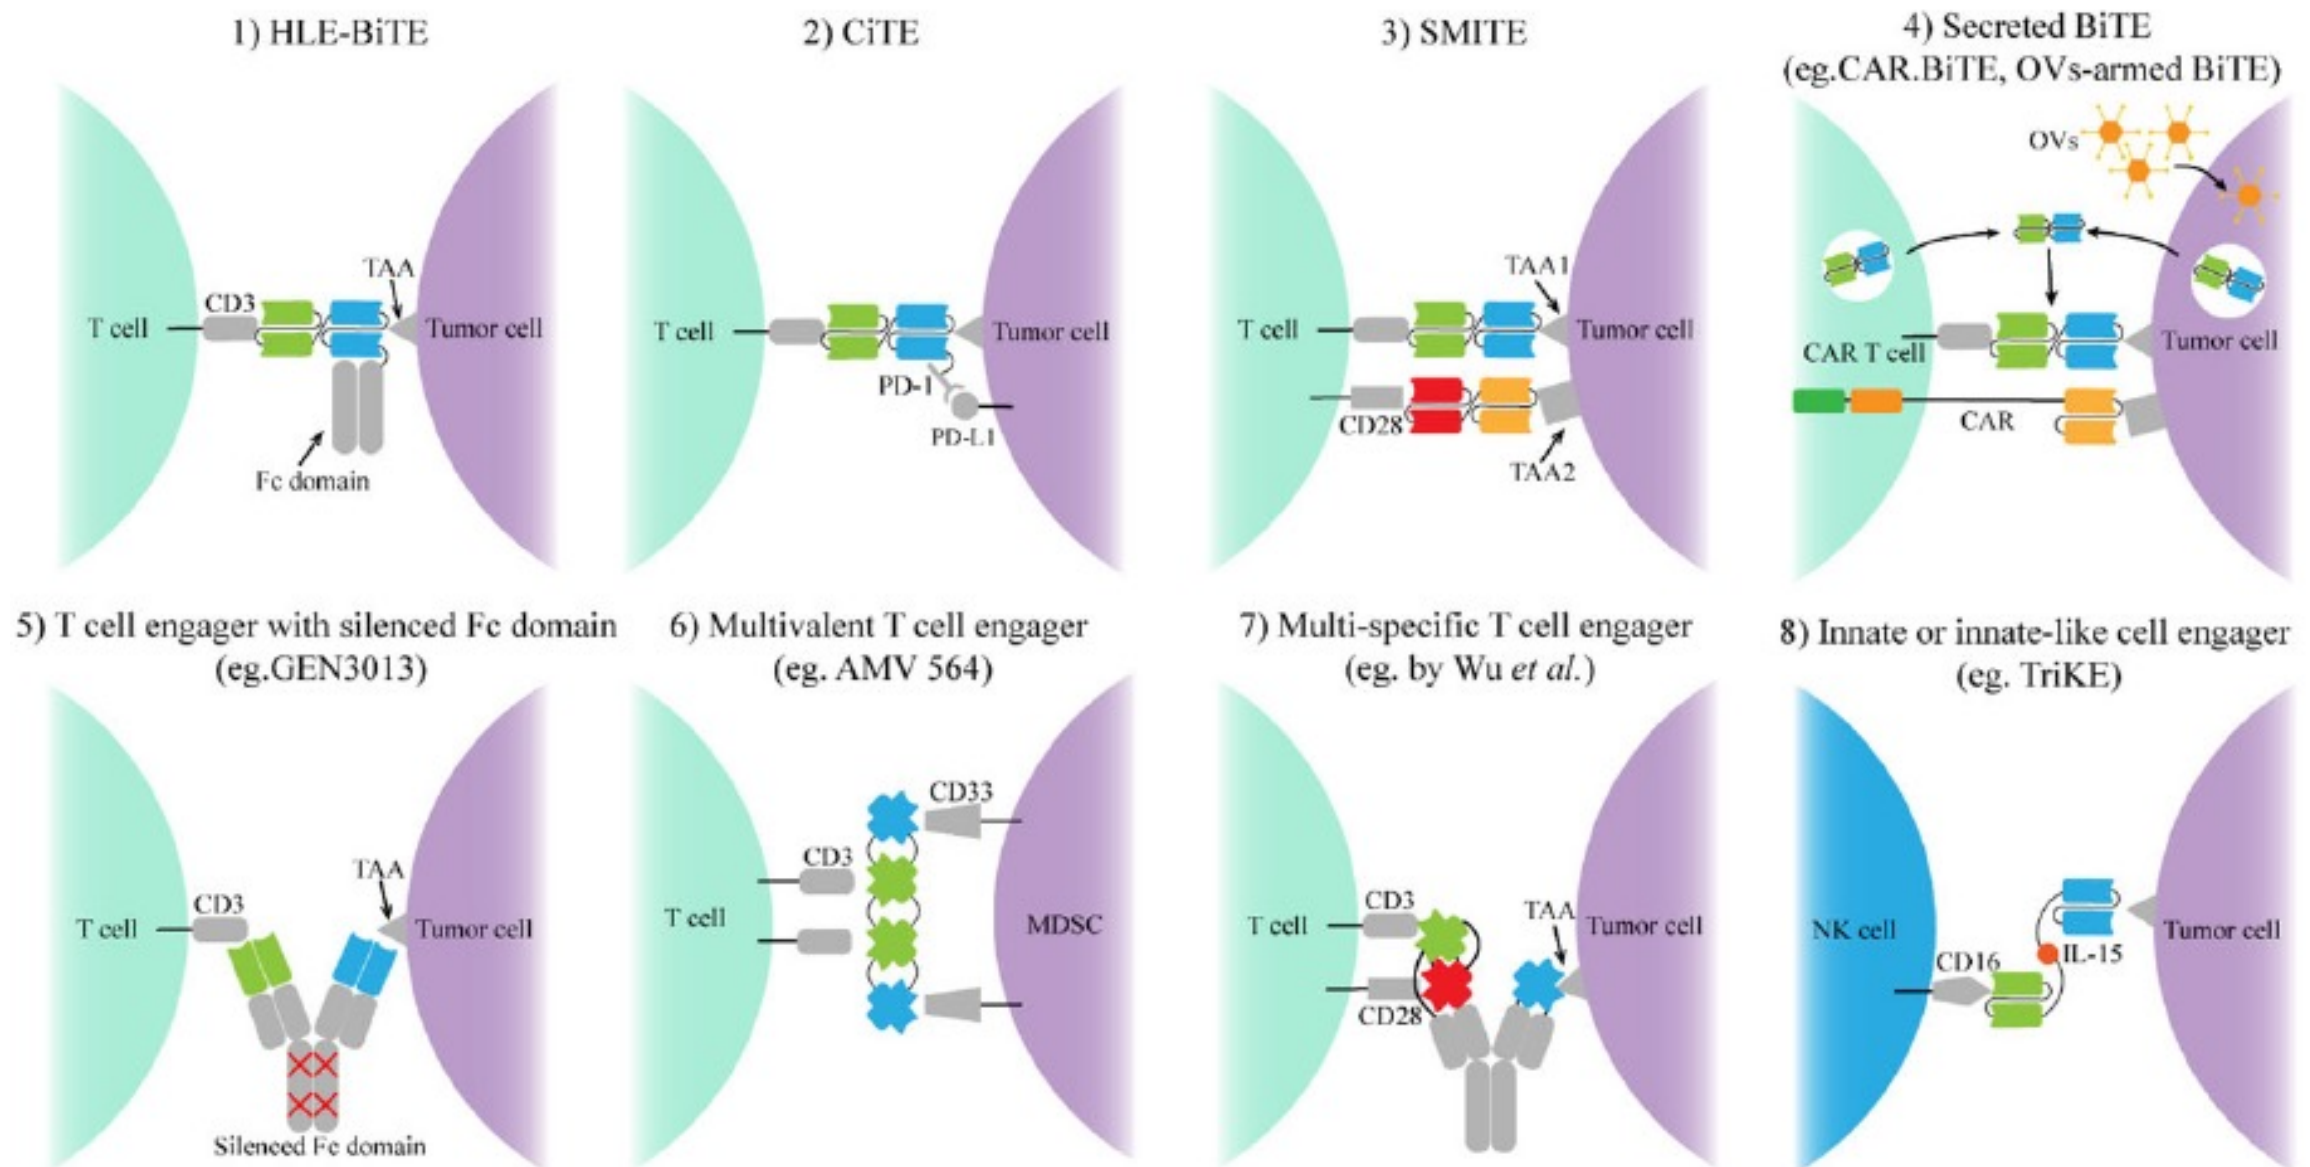 1) HLE-BiTE
TAA
CD3
T cell
Tumor cell
Fc domain
2) CiTE
T cell
Tumor cell
PD-1
PD-L1
3) SMITE
TAA1
T cell
Tumor cell
CD28
TAA2
4) Secreted BiTE
(eg.CAR.BiTE, OVs-armed BiTE)
OVs
CAR T cell
Tumor cell
CAR
5) T cell engager with silenced Fc domain
(eg.GEN3013)
TAA
CD3
T cell
Tumor cell
Silenced Fc domain
6) Multivalent T cell engager
(eg. AMV 564)
CD33
CD3
T cell
MDSC
7) Multi-specific T cell engager
(eg. by Wu et al.)
CD3
TAA
T cell
Tumor cell
CD28
8) Innate or innate-like cell engager
(eg. TriKE)
NK cell
Tumor cell
IL-15
CD16